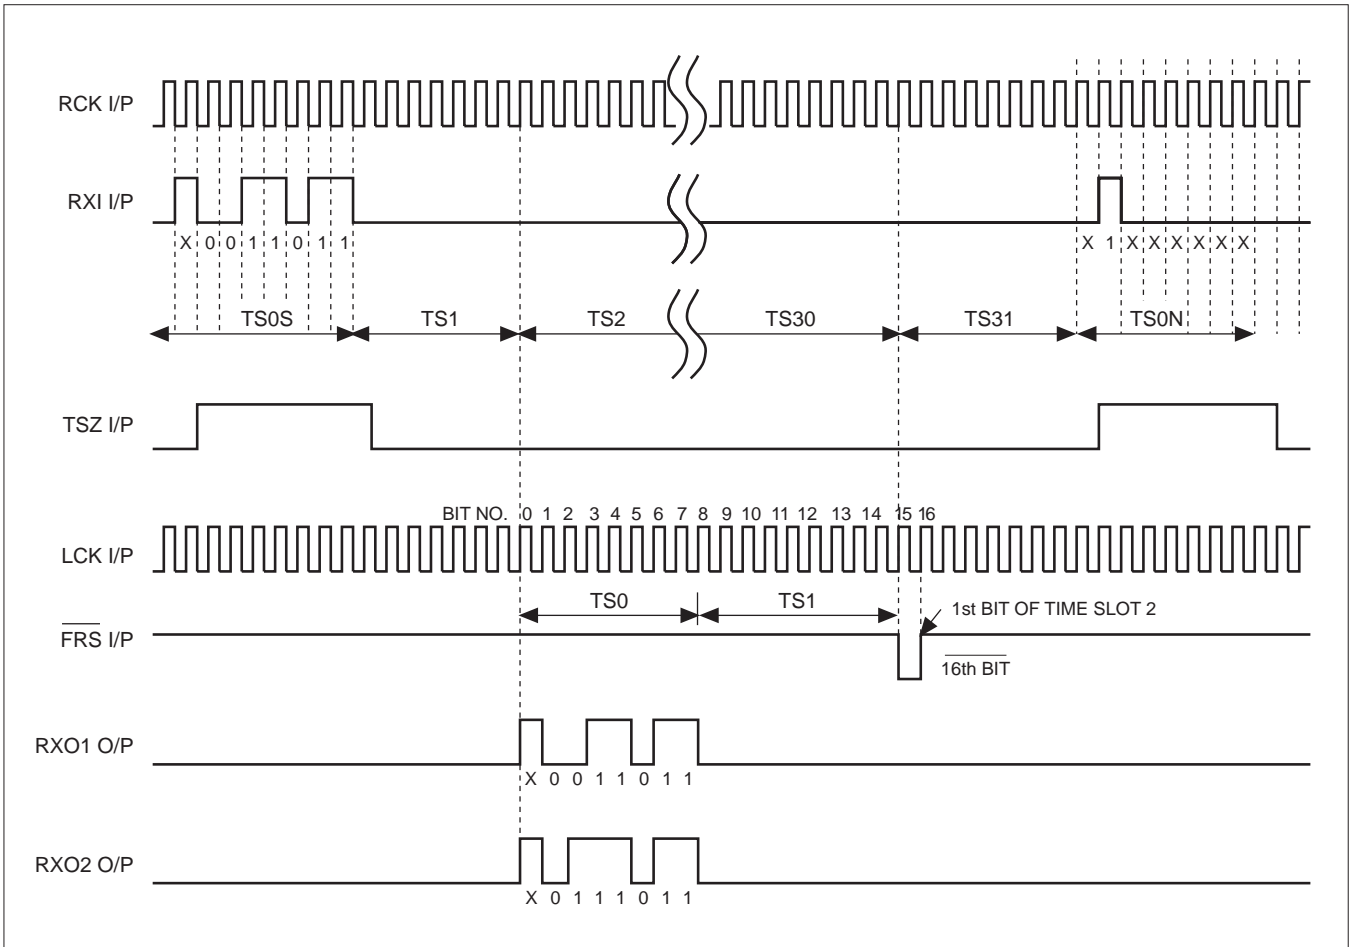 RCK I/P
RXI I/P
X 0 0 1 1 0 1 1
X 1 X X X X X X
TS0S TS1 TS2 TS30 TS31 TS0N
TSZ I/P
BIT NO. 0 1 2 3 4 5 6 7 8 9 10 11 12 13 14 15 16
LCK I/P
TS0 TS1
1st BIT OF TIME SLOT 2
FRS I/P
16th BIT
RXO1 O/P
X 0 0 1 1 0 1 1
RXO2 O/P
X 0 1 1 1 0 1 1